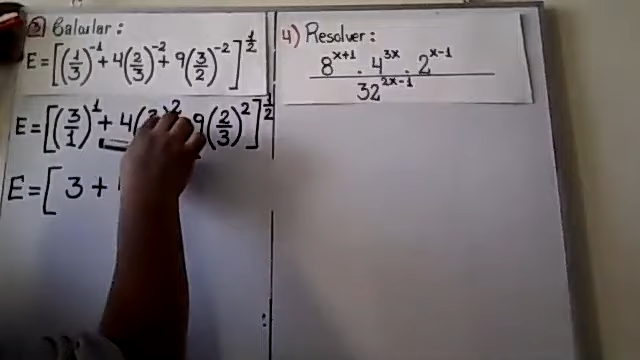 3) Calcular:
E = [(1/3)^-1 + 4(2/3)^-2 + 9(3/2)^-2]^1/2
E = [(3/1)^1 + 4( )^2 9(2/3)^2]^1/2
E = [ 3 +
4) Resolver:
8^x+1 . 4^3x . 2^x-1
32^2x-1